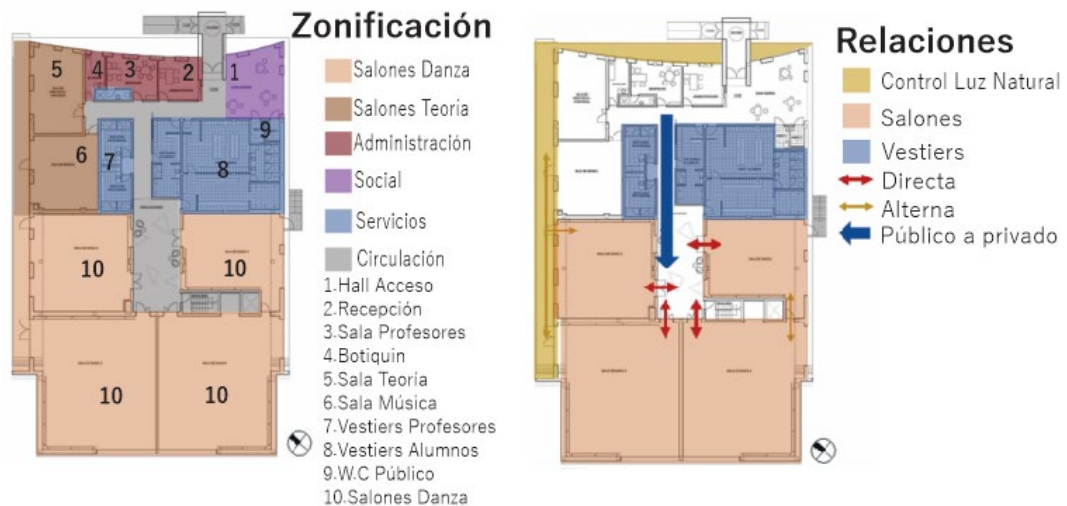 Zonificación
Salones Danza
Salones Teoría
Administración
Social
Servicios
Circulación
1.Hall Acceso
2.Recepción
3.Sala Profesores
4.Botiquin
5.Sala Teoría
6.Sala Música
7.Vestiers Profesores
8.Vestiers Alumnos
9.W.C Público
10.Salones Danza
5
4
3
2
1
6
7
8
9
10
10
10
10
Relaciones
Control Luz Natural
Salones
Vestiers
Directa
Alterna
Público a privado